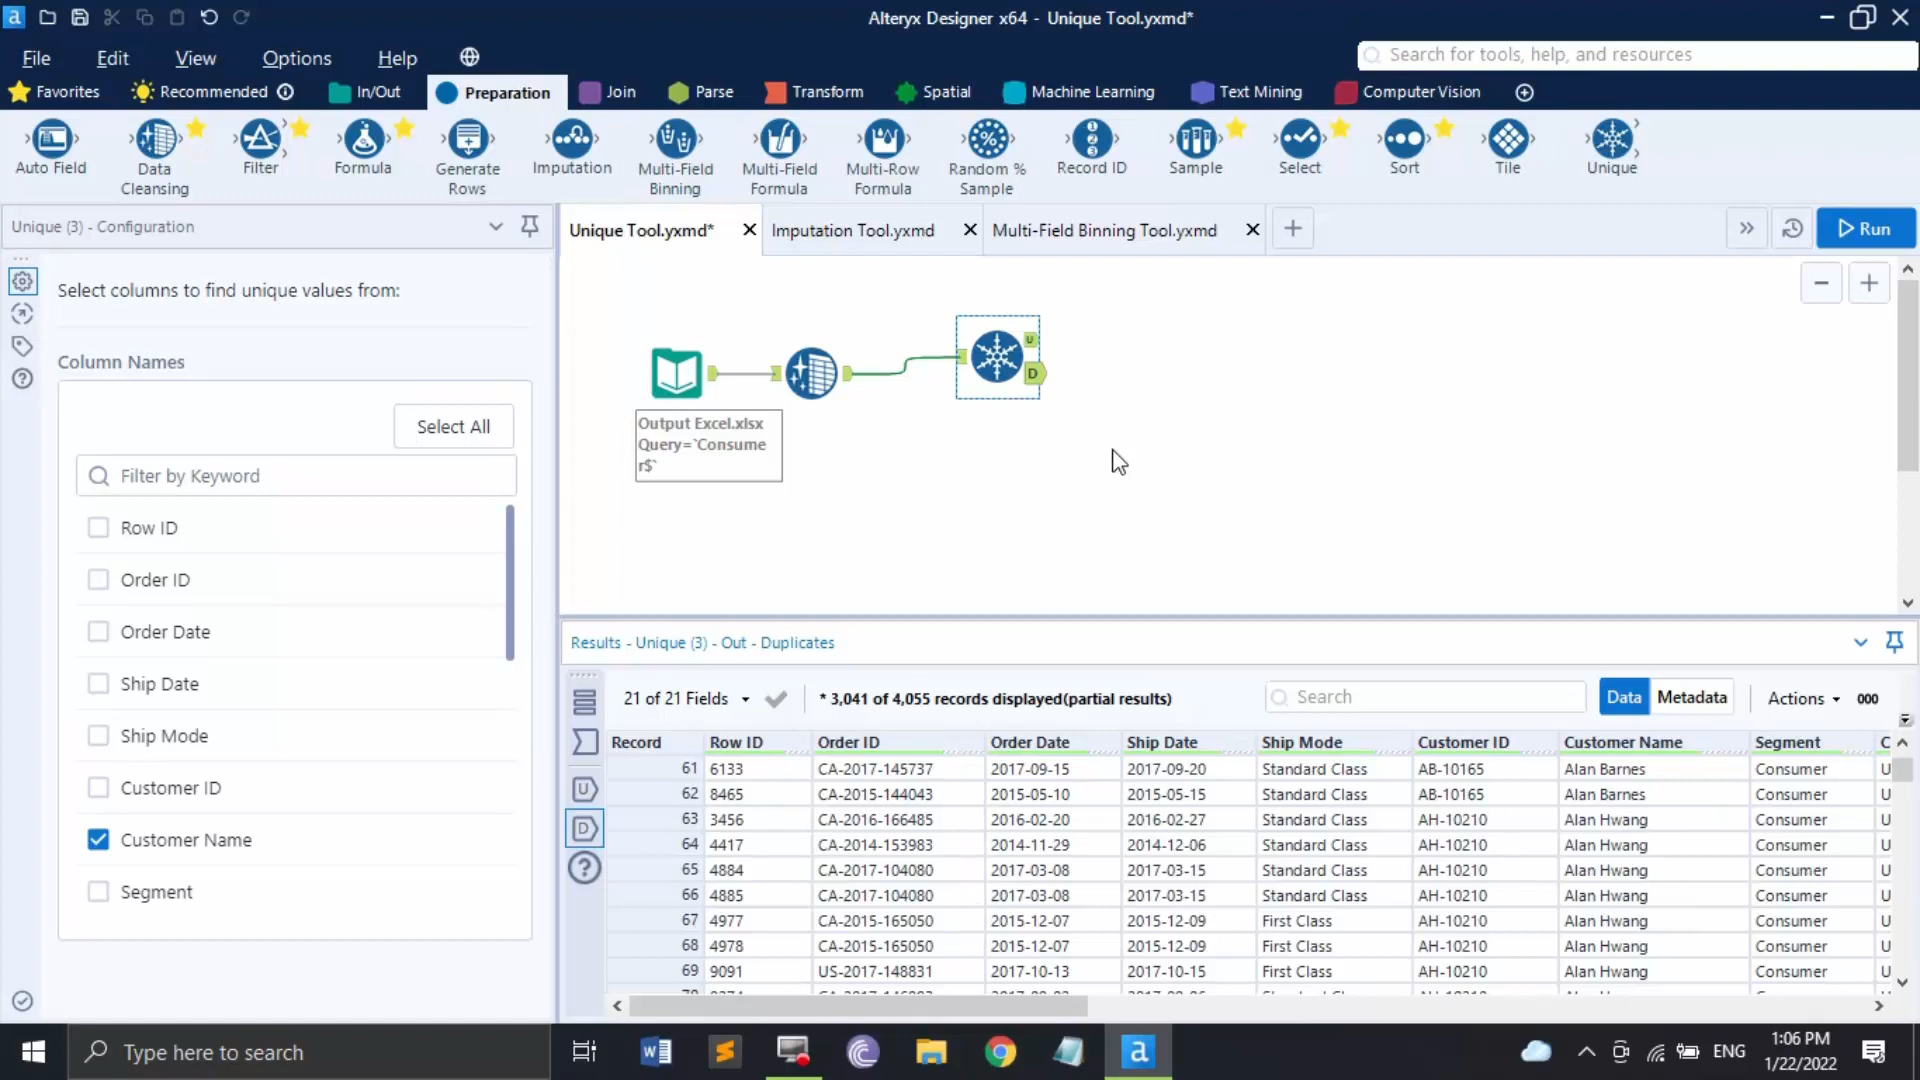 Alteryx Designer x64 - Unique Tool.yxmd*
File Edit View Options Help
Search for tools, help, and resources
Favorites Recommended In/Out Preparation Join Parse Transform Spatial Machine Learning Text Mining Computer Vision
Auto Field
Data Cleansing
Filter
Formula
Generate Rows
Imputation
Multi-Field Binning
Multi-Field Formula
Multi-Row Formula
Random % Sample
Record ID
Sample
Select
Sort
Tile
Unique
Unique (3) - Configuration
Unique Tool.yxmd* Imputation Tool.yxmd Multi-Field Binning Tool.yxmd
Run
Select columns to find unique values from:
Column Names
Select All
Filter by Keyword
Row ID
Order ID
Order Date
Ship Date
Ship Mode
Customer ID
Customer Name
Segment
U
D
Output Excel.xlsx
Query=`Consume
r$`
Results - Unique (3) - Out - Duplicates
21 of 21 Fields * 3,041 of 4,055 records displayed(partial results) Search Data Metadata Actions 000
Record Row ID Order ID Order Date Ship Date Ship Mode Customer ID Customer Name Segment C
61 6133 CA-2017-145737 2017-09-15 2017-09-20 Standard Class AB-10165 Alan Barnes Consumer U
62 8465 CA-2015-144043 2015-05-10 2015-05-15 Standard Class AB-10165 Alan Barnes Consumer U
63 3456 CA-2016-166485 2016-02-20 2016-02-27 Standard Class AH-10210 Alan Hwang Consumer U
64 4417 CA-2014-153983 2014-11-29 2014-12-06 Standard Class AH-10210 Alan Hwang Consumer U
65 4884 CA-2017-104080 2017-03-08 2017-03-15 Standard Class AH-10210 Alan Hwang Consumer U
66 4885 CA-2017-104080 2017-03-08 2017-03-15 Standard Class AH-10210 Alan Hwang Consumer U
67 4977 CA-2015-165050 2015-12-07 2015-12-09 First Class AH-10210 Alan Hwang Consumer U
68 4978 CA-2015-165050 2015-12-07 2015-12-09 First Class AH-10210 Alan Hwang Consumer U
69 9091 US-2017-148831 2017-10-13 2017-10-15 First Class AH-10210 Alan Hwang Consumer U
Type here to search
ENG
1:06 PM
1/22/2022